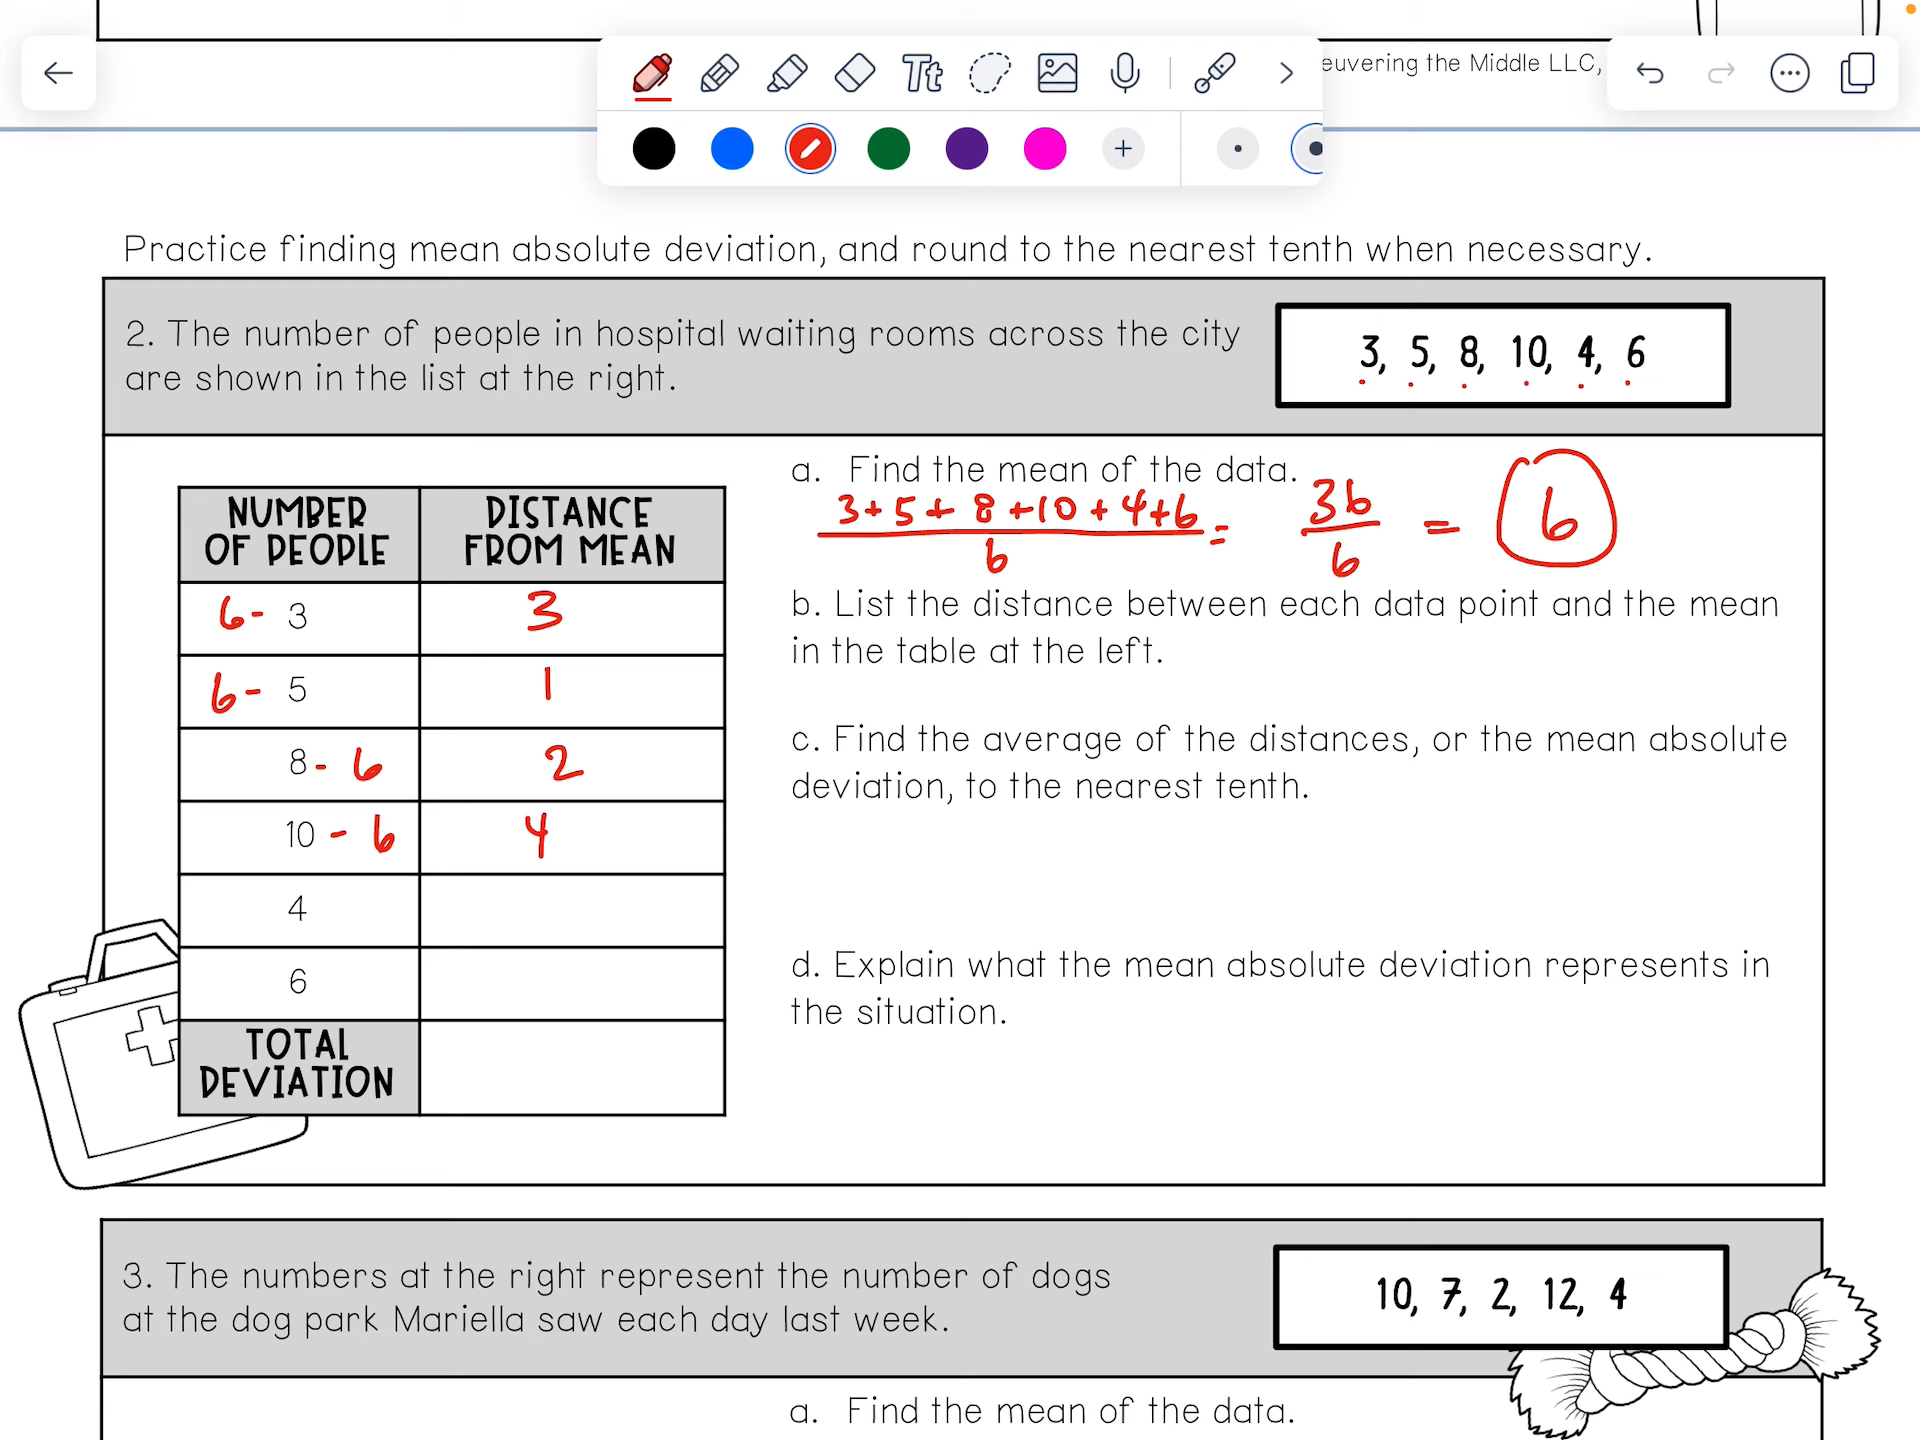 euvering the Middle LLC,
Tt
Practice finding mean absolute deviation, and round to the nearest tenth when necessary.
2. The number of people in hospital waiting rooms across the city
are shown in the list at the right.
3, 5, 8, 10, 4, 6
NUMBER
OF PEOPLE
DISTANCE
FROM MEAN
6- 3
3
6- 5
1
8- 6
2
10 - 6
4
4
6
TOTAL
DEVIATION
a. Find the mean of the data.
3+5+8+10+4+6 = 36 = 6
6 6
b. List the distance between each data point and the mean
in the table at the left.
c. Find the average of the distances, or the mean absolute
deviation, to the nearest tenth.
d. Explain what the mean absolute deviation represents in
the situation.
3. The numbers at the right represent the number of dogs
at the dog park Mariella saw each day last week.
10, 7, 2, 12, 4
a. Find the mean of the data.